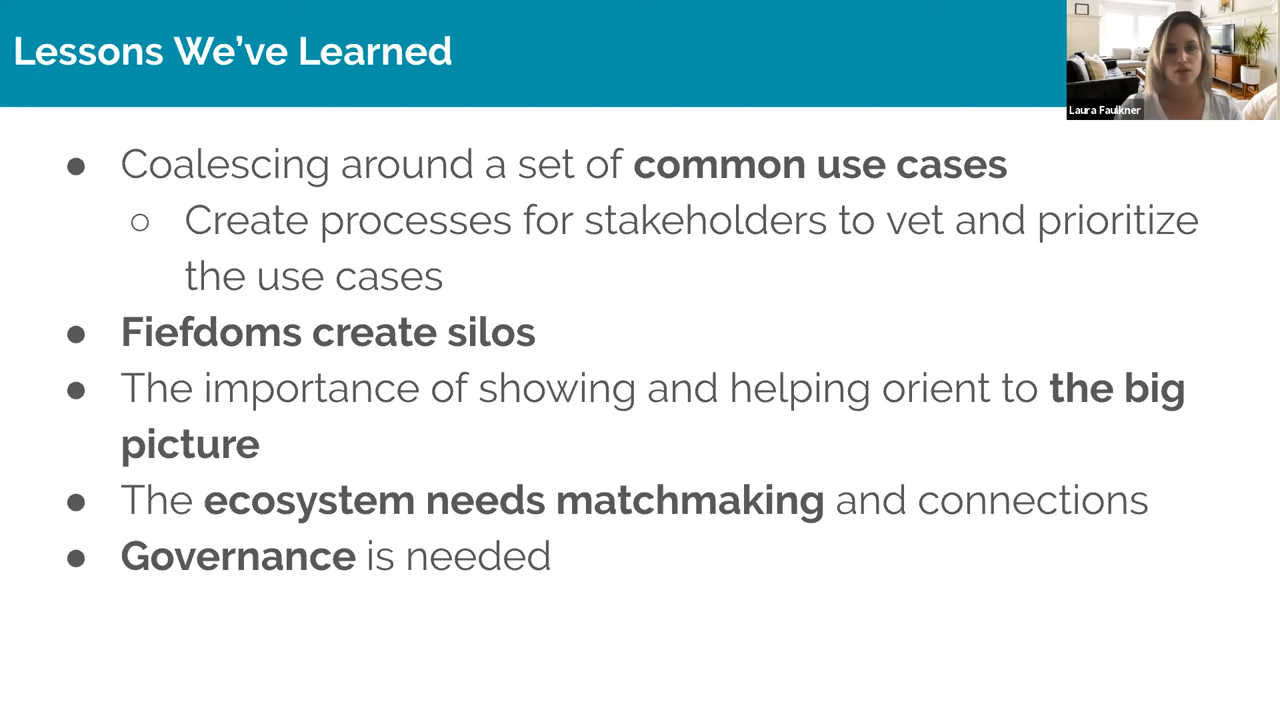 Lessons We’ve Learned
Laura Faulkner
● Coalescing around a set of common use cases
○ Create processes for stakeholders to vet and prioritize
the use cases
● Fiefdoms create silos
● The importance of showing and helping orient to the big
picture
● The ecosystem needs matchmaking and connections
● Governance is needed